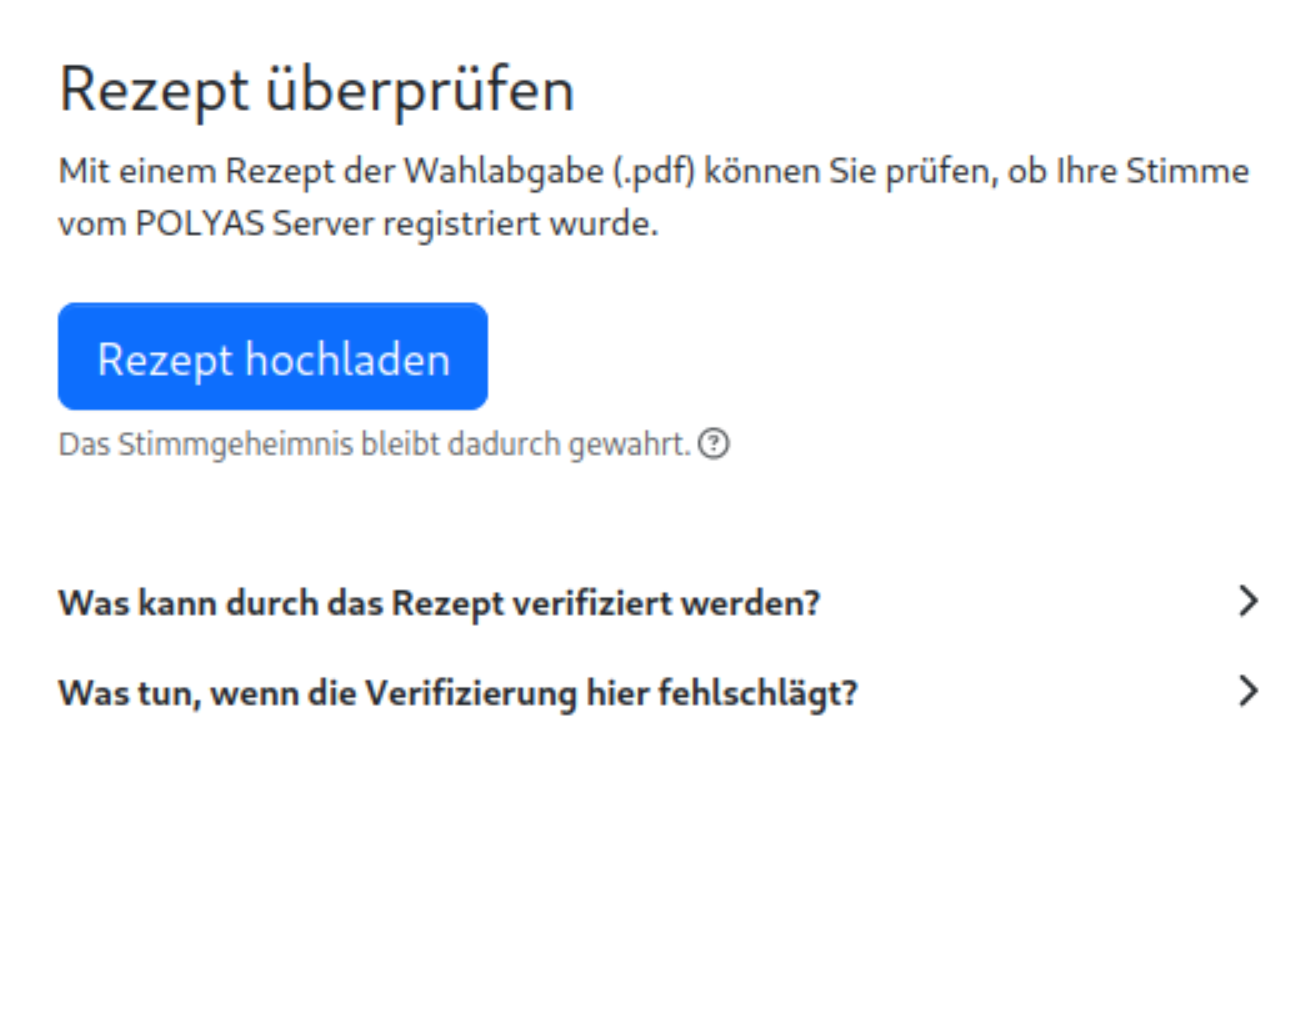 Rezept überprüfen
Mit einem Rezept der Wahlabgabe (.pdf) können Sie prüfen, ob Ihre Stimme
vom POLYAS Server registriert wurde.
Rezept hochladen
Das Stimmgeheimnis bleibt dadurch gewahrt. ?
Was kann durch das Rezept verifiziert werden?
Was tun, wenn die Verifizierung hier fehlschlägt?